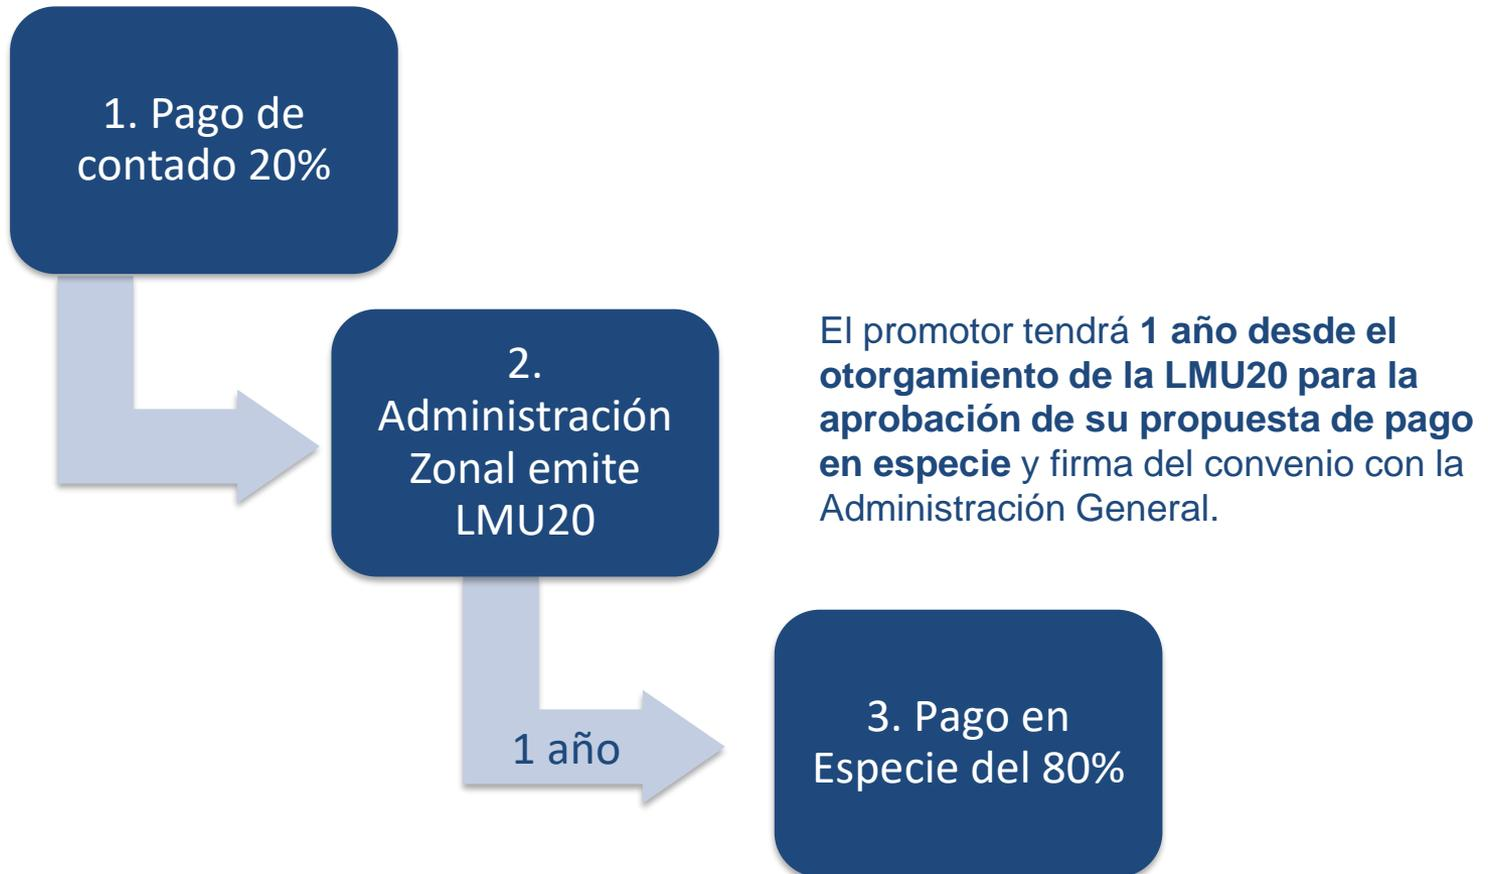 1. Pago de
contado 20%
2.
Administración
Zonal emite
LMU20
El promotor tendrá 1 año desde el
otorgamiento de la LMU20 para la
aprobación de su propuesta de pago
en especie y firma del convenio con la
Administración General.
1 año
3. Pago en
Especie del 80%